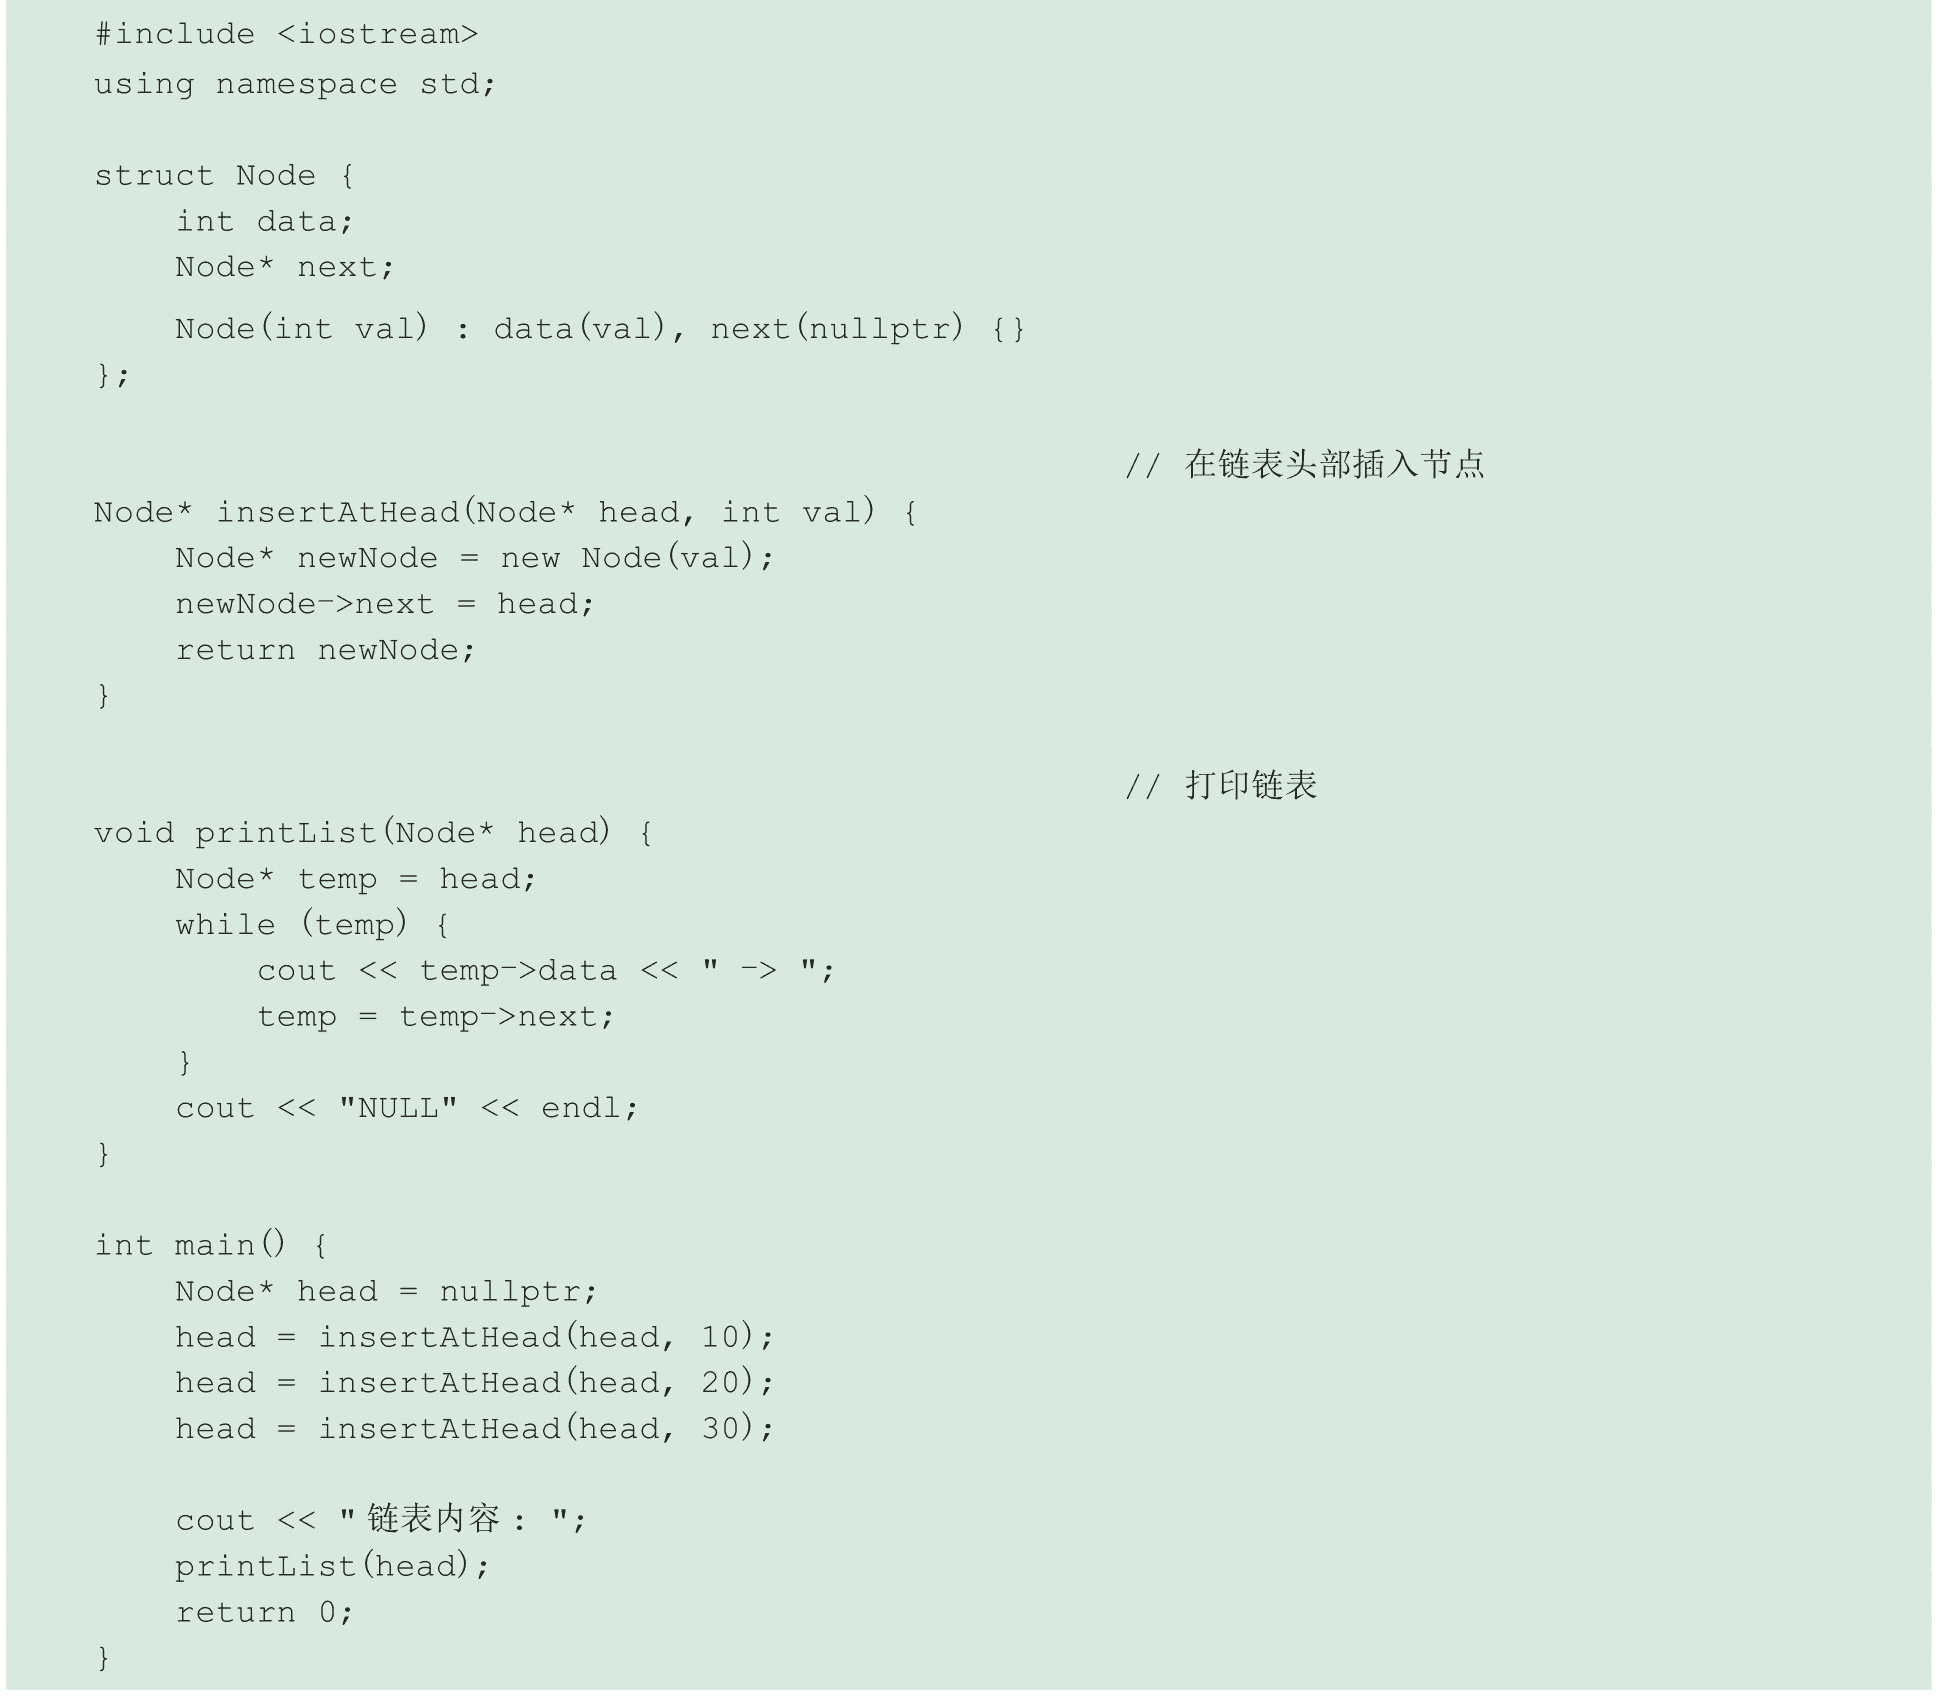 #include <iostream>
using namespace std;
struct Node {
    int data;
    Node* next;
    Node(int val) : data(val), next(nullptr) {}
};
// 在链表头部插入节点
Node* insertAtHead(Node* head, int val) {
    Node* newNode = new Node(val);
    newNode->next = head;
    return newNode;
}
// 打印链表
void printList(Node* head) {
    Node* temp = head;
    while (temp) {
        cout << temp->data << " -> ";
        temp = temp->next;
    }
    cout << "NULL" << endl;
}
int main() {
    Node* head = nullptr;
    head = insertAtHead(head, 10);
    head = insertAtHead(head, 20);
    head = insertAtHead(head, 30);
    cout << "链表内容: ";
    printList(head);
    return 0;
}